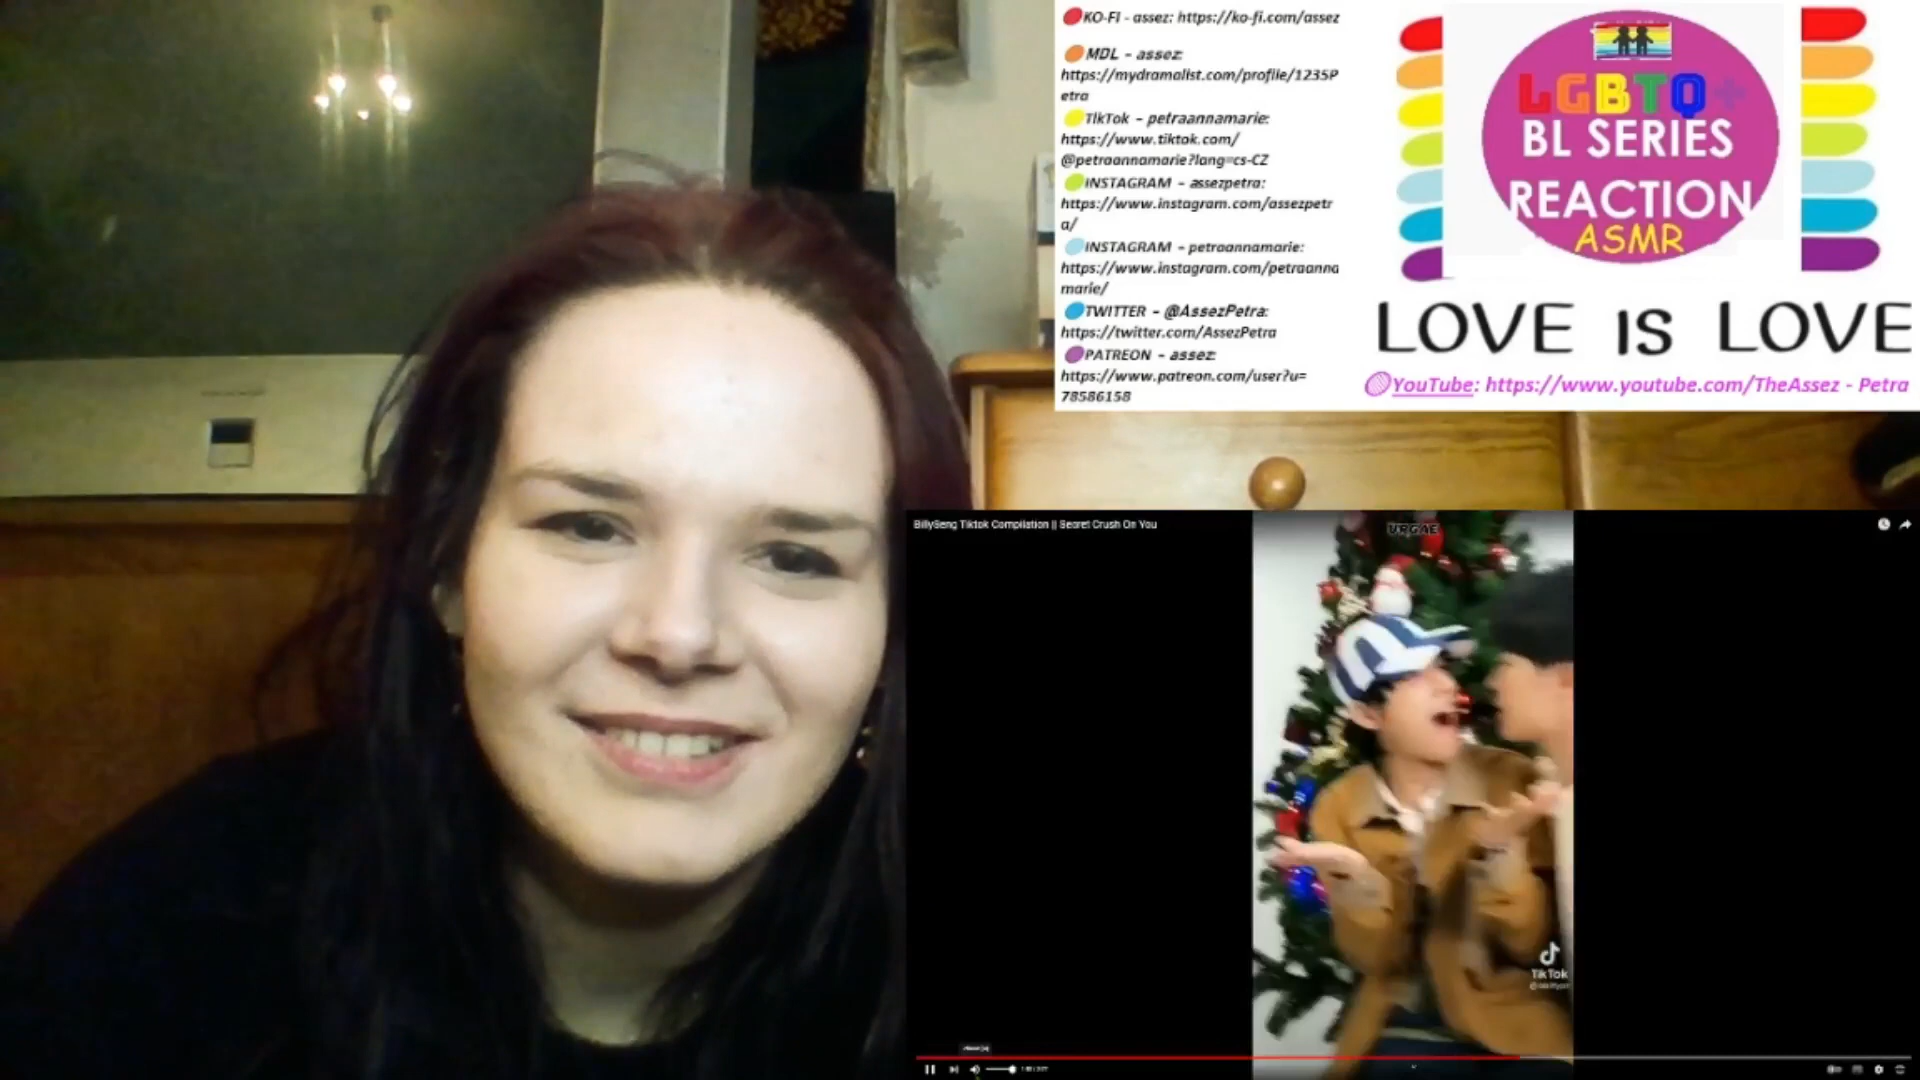 KO-FI - assez: https://ko-fi.com/assez
MDL - assez:
https://mydramalist.com/profile/1235P
etra
TikTok - petraannamarie:
https://www.tiktok.com/
@petraannamarie?lang=cs-CZ
INSTAGRAM - assezpetra:
https://www.instagram.com/assezpetr
a/
INSTAGRAM - petraannamarie:
https://www.instagram.com/petraanna
marie/
TWITTER - @AssezPetra:
https://twitter.com/AssezPetra
PATREON - assez:
https://www.patreon.com/user?u=
78586158
LGBTQ+
BL SERIES
REACTION
ASMR
LOVE IS LOVE
YouTube: https://www.youtube.com/TheAssez - Petra
BillySeng Tiktok Compilation || Secret Crush On You
URGAE
TikTok